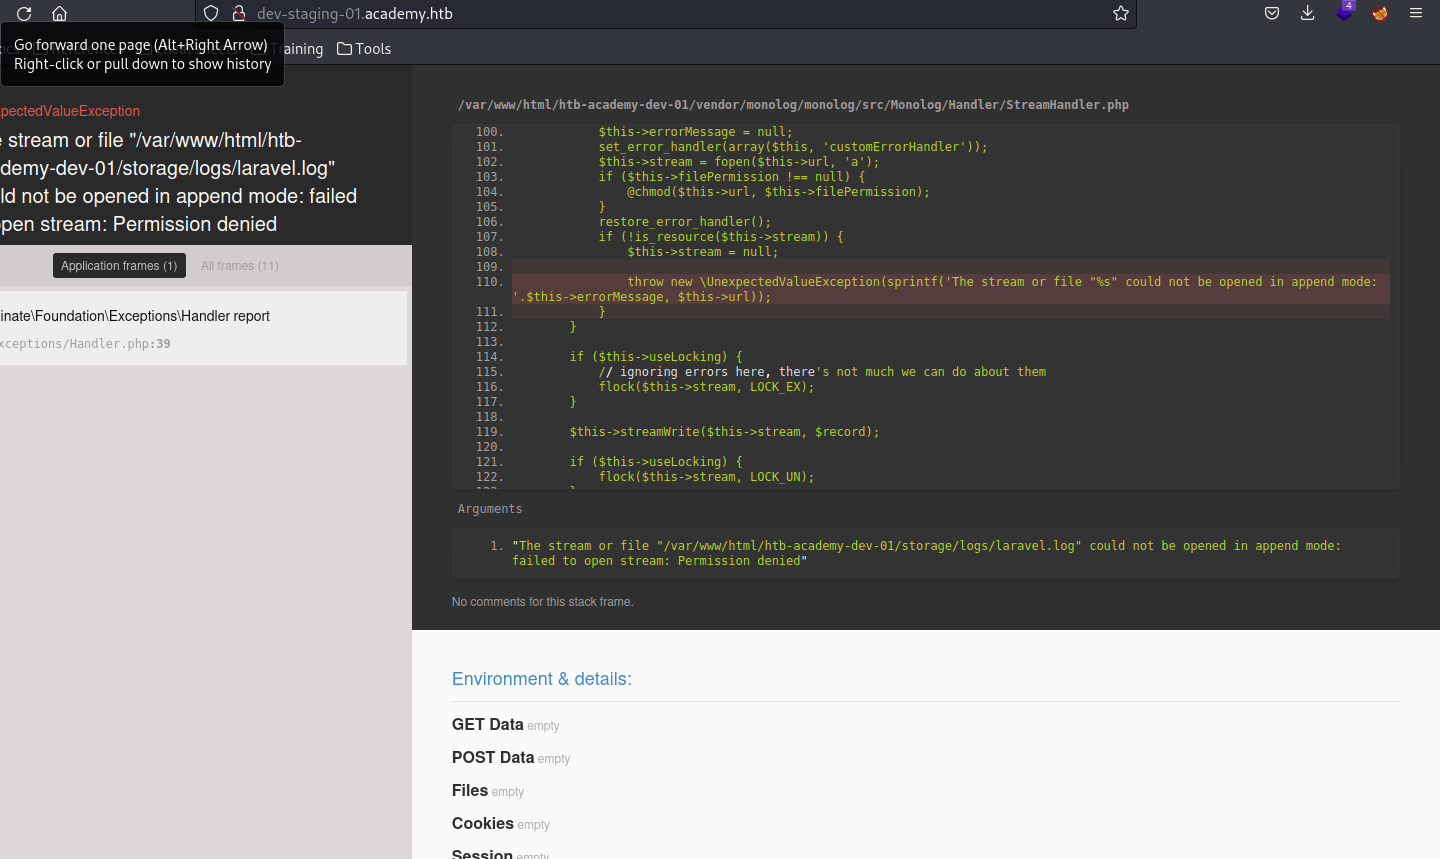 dev-staging-01.academy.htb
4
Go forward one page (Alt+Right Arrow)
Right-click or pull down to show history
Training
Tools
pectedValueException
e stream or file "/var/www/html/htb-
demy-dev-01/storage/logs/laravel.log"
ld not be opened in append mode: failed
open stream: Permission denied
Application frames (1)
All frames (11)
inate\Foundation\Exceptions\Handler report
xceptions/Handler.php:39
/var/www/html/htb-academy-dev-01/vendor/monolog/monolog/src/Monolog/Handler/StreamHandler.php
100.            $this->errorMessage = null;
101.            set_error_handler(array($this, 'customErrorHandler'));
102.            $this->stream = fopen($this->url, 'a');
103.            if ($this->filePermission !== null) {
104.                @chmod($this->url, $this->filePermission);
105.            }
106.            restore_error_handler();
107.            if (!is_resource($this->stream)) {
108.                $this->stream = null;
109.
110.                throw new \UnexpectedValueException(sprintf('The stream or file "%s" could not be opened in append mode:
'.$this->errorMessage, $this->url));
111.            }
112.        }
113.
114.        if ($this->useLocking) {
115.            // ignoring errors here, there's not much we can do about them
116.            flock($this->stream, LOCK_EX);
117.        }
118.
119.        $this->streamWrite($this->stream, $record);
120.
121.        if ($this->useLocking) {
122.            flock($this->stream, LOCK_UN);
Arguments
1. "The stream or file "/var/www/html/htb-academy-dev-01/storage/logs/laravel.log" could not be opened in append mode:
failed to open stream: Permission denied"
No comments for this stack frame.
Environment & details:
GET Data empty
POST Data empty
Files empty
Cookies empty
Session empty